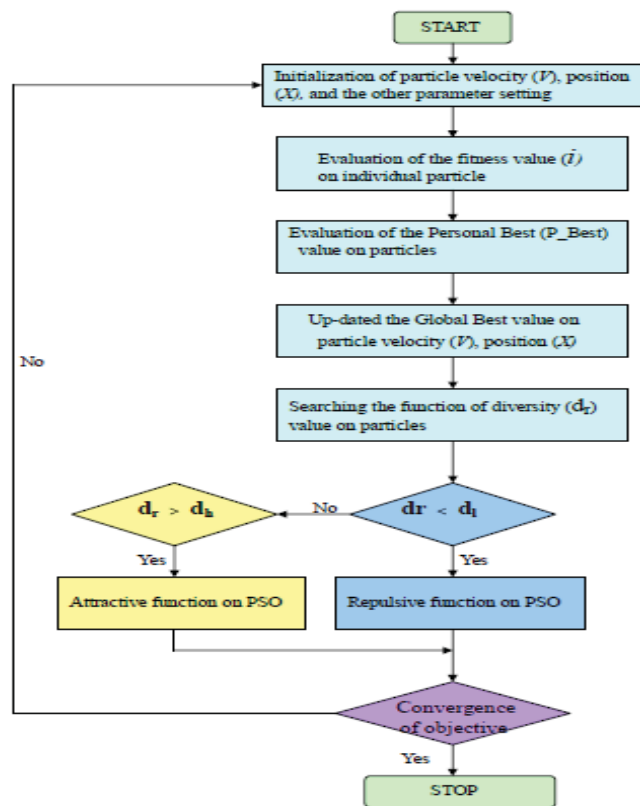 START
Initialization of particle velocity (V), position
(X), and the other parameter setting
Evaluation of the fitness value (i)
on individual particle
Evaluation of the Personal Best (P_Best)
value on particles
Up-dated the Global Best value on
particle velocity (V), position (X)
No
Searching the function of diversity (dr)
value on particles
dr > dh
No
dr < dl
Yes
Yes
Attractive function on PSO
Repulsive function on PSO
Convergence
of objective
Yes
STOP